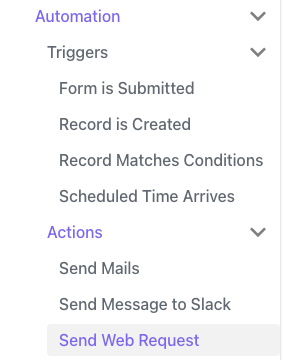 Automation
Triggers
Form is Submitted
Record is Created
Record Matches Conditions
Scheduled Time Arrives
Actions
Send Mails
Send Message to Slack
Send Web Request